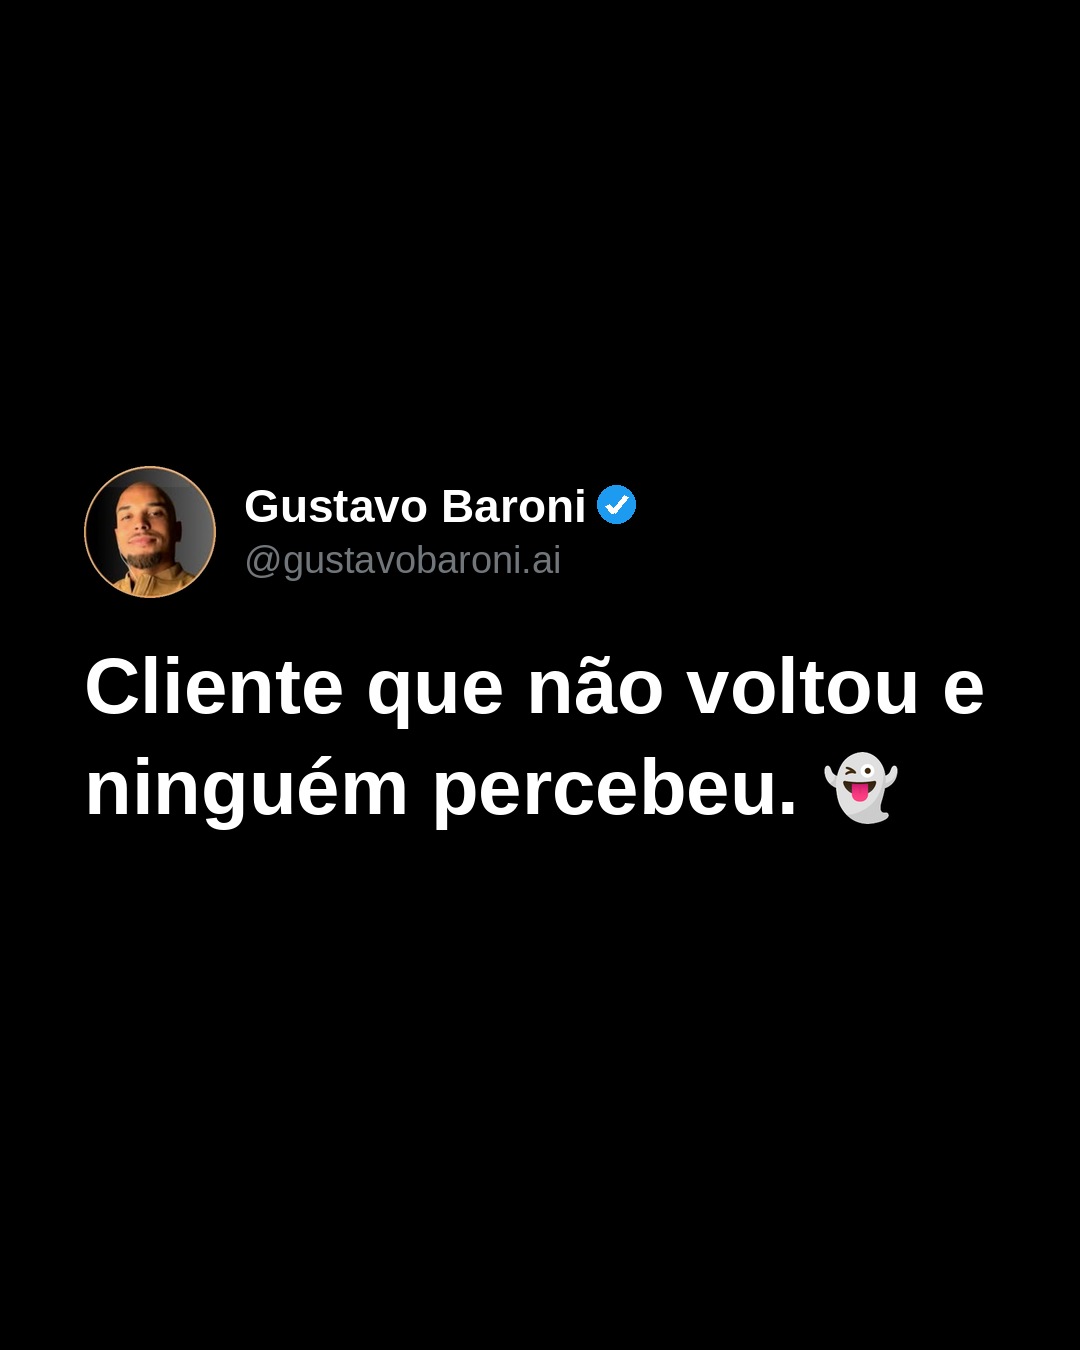 Gustavo Baroni
@gustavobaroni.ai
Cliente que não voltou e
ninguém percebeu. 👻